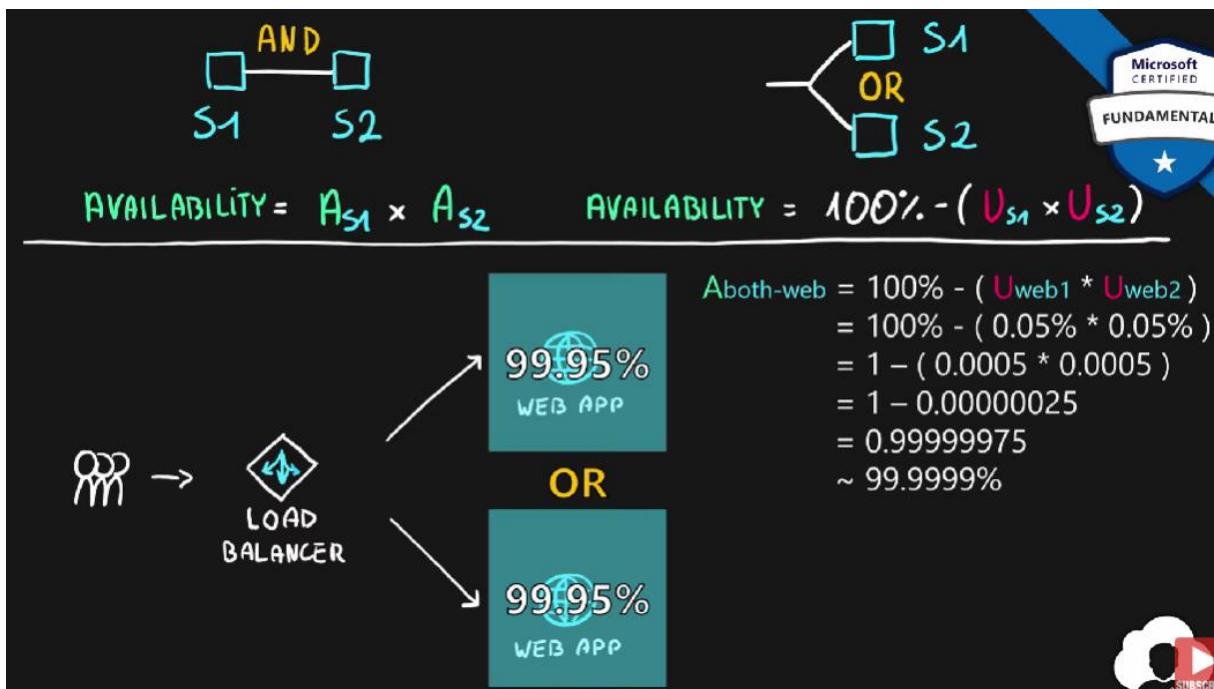 AND
S1 S2
S1
OR
S2
AVAILABILITY = AS1 x AS2
AVAILABILITY = 100% - ( US1 x US2 )
Microsoft
CERTIFIED
FUNDAMENTAL
99.95%
WEB APP
OR
99.95%
WEB APP
LOAD
BALANCER
Aboth-web = 100% - ( Uweb1 * Uweb2 )
= 100% - ( 0.05% * 0.05% )
= 1 – ( 0.0005 * 0.0005 )
= 1 – 0.00000025
= 0.99999975
~ 99.9999%